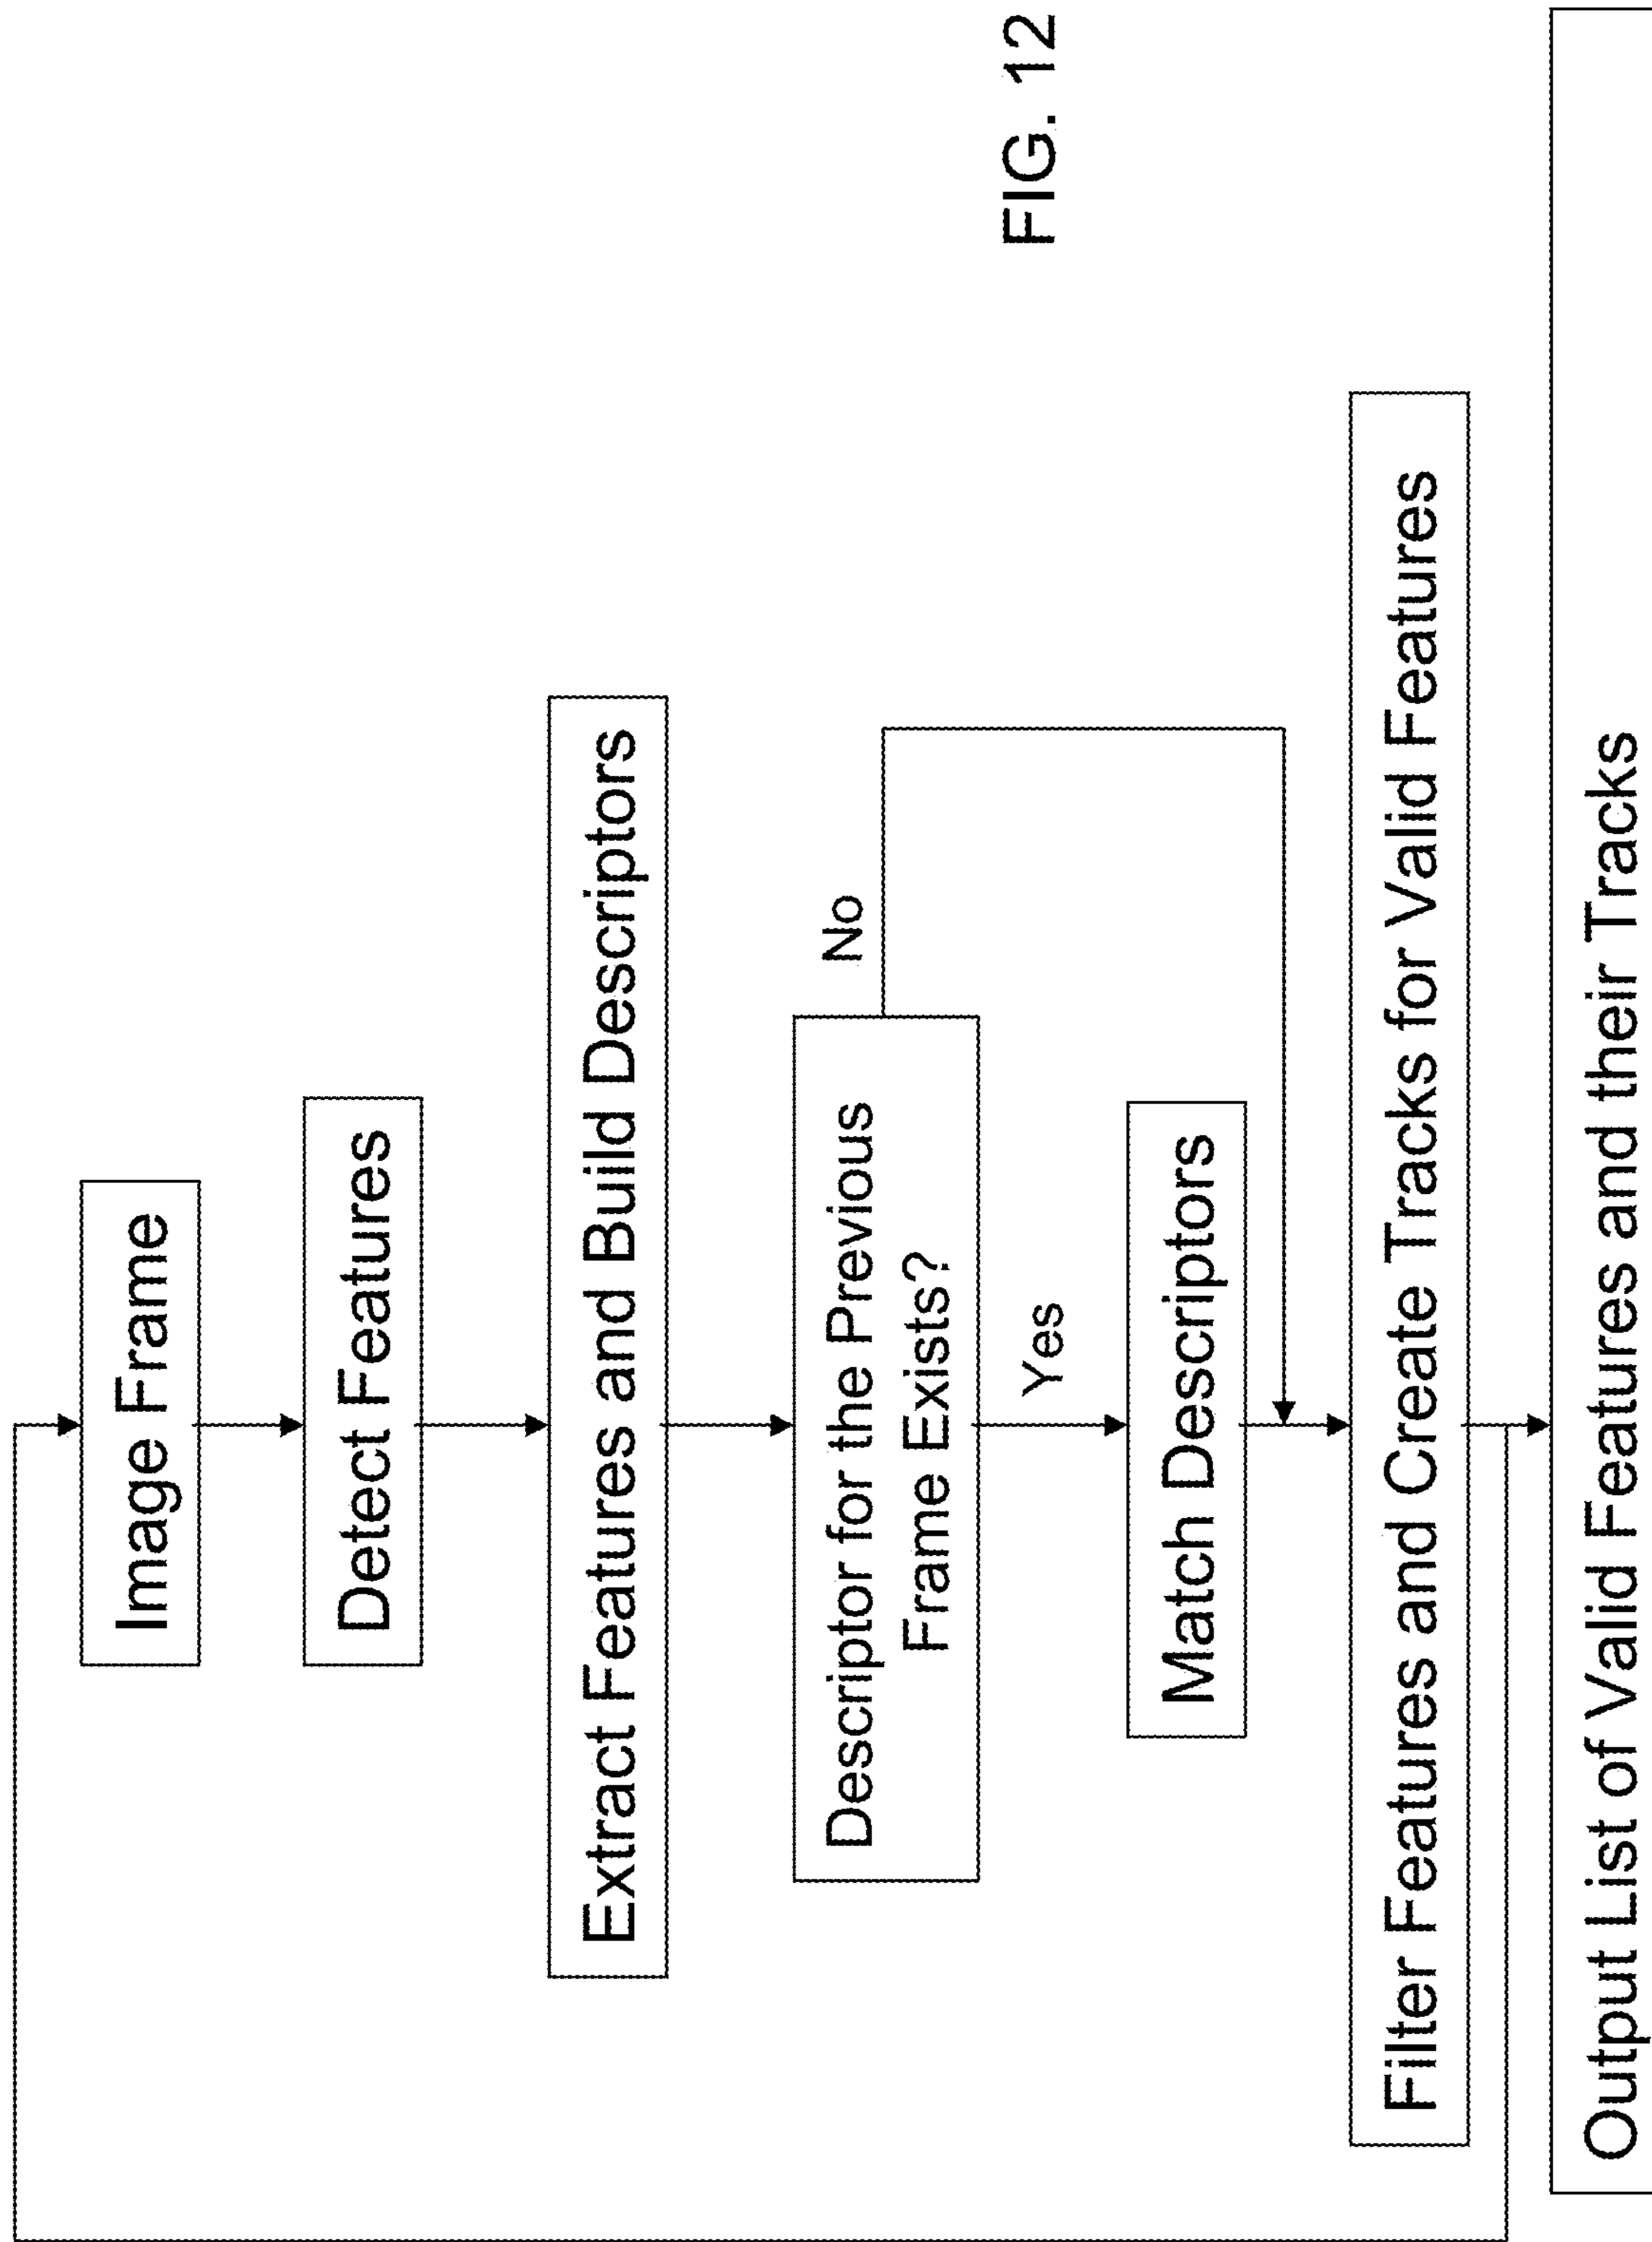 Image Frame
Detect Features
Extract Features and Build Descriptors
Descriptor for the Previous
Frame Exists?
No
Yes
Match Descriptors
Filter Features and Create Tracks for Valid Features
Output List of Valid Features and their Tracks
FIG. 12